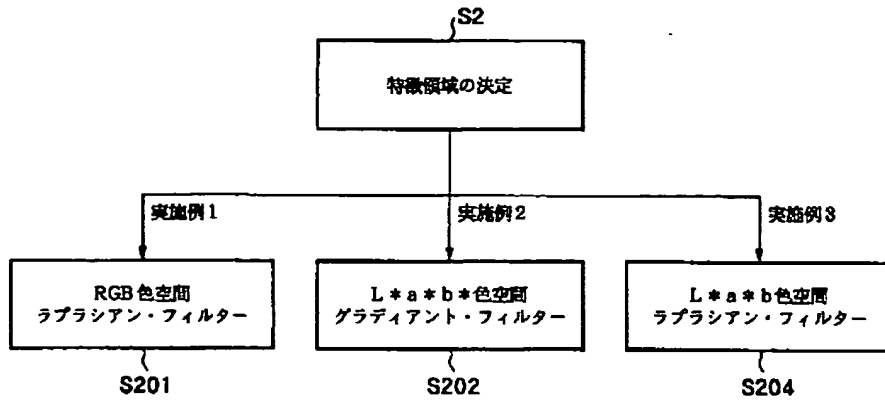 S2
特徴領域の決定
実施例1
実施例2
実施例3
RGB色空間
ラプラシアン・フィルター
L*a*b*色空間
グラディアント・フィルター
L*a*b色空間
ラプラシアン・フィルター
S201
S202
S204